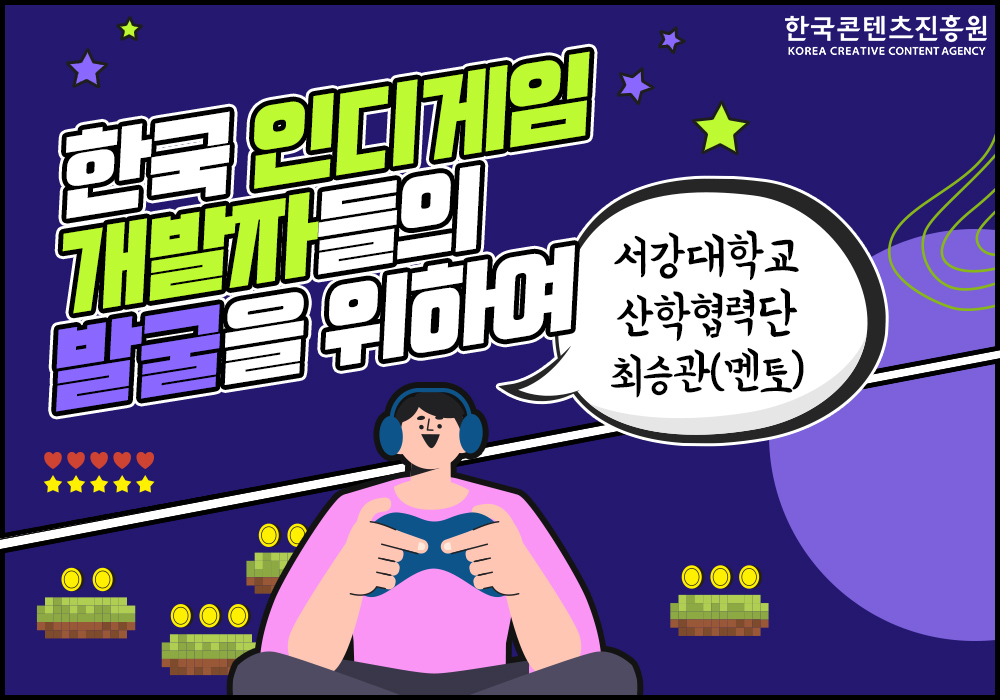 한국콘텐츠진흥원
KOREA CREATIVE CONTENT AGENCY
한국 인디게임
개발자들의
발굴을 위하여
서강대학교
산학협력단
최승관(멘토)